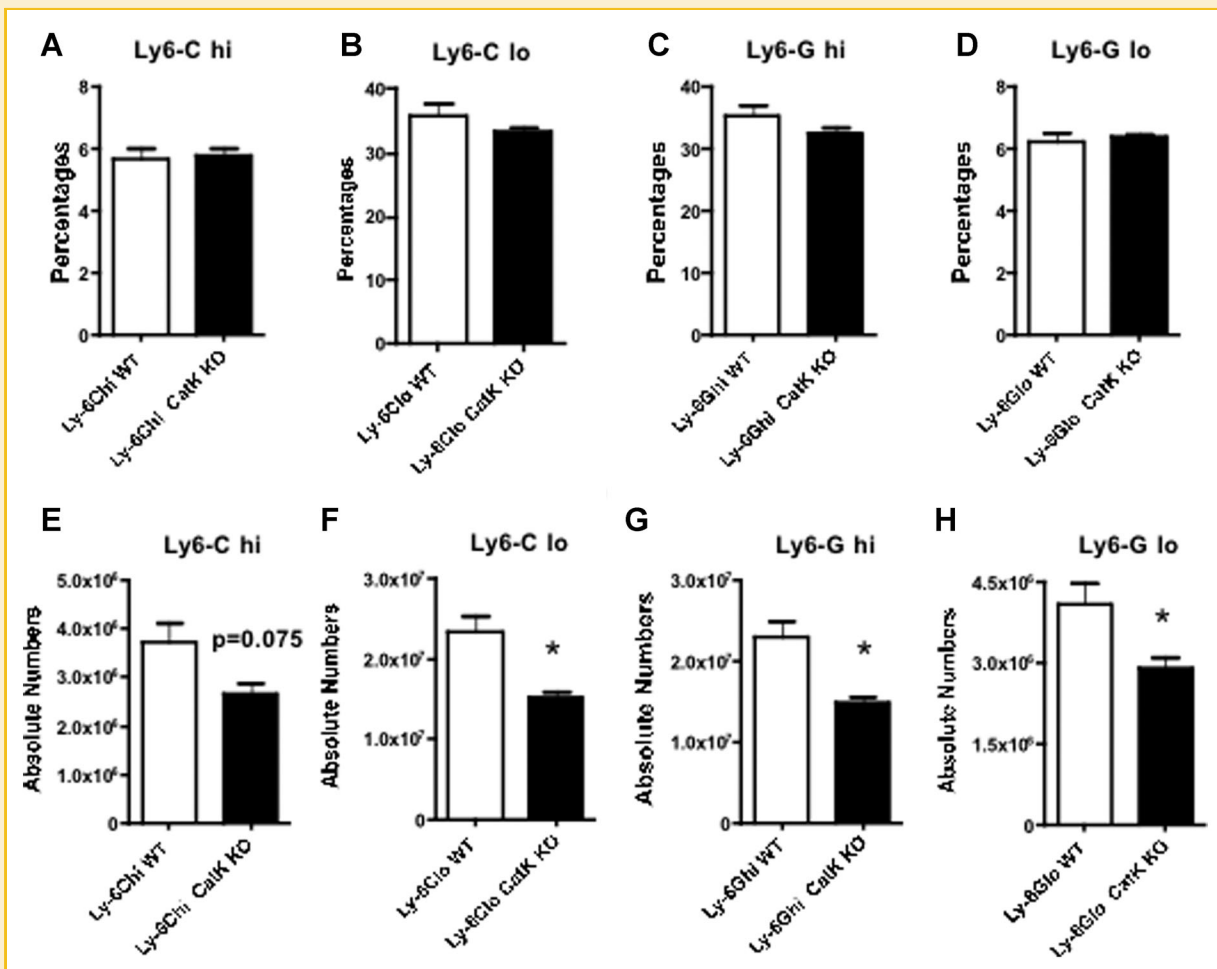 A
Ly6-C hi
Percentages
8
6
4
2
0
Ly-6Chi WT
Ly-6Chi CatK KO
B
Ly6-C lo
Percentages
40
30
20
10
0
Ly-6Clo WT
Ly-6Clo CatK KO
C
Ly6-G hi
Percentages
40
30
20
10
0
Ly-6Ghi WT
Ly-6Ghi CatK KO
D
Ly6-G lo
Percentages
8
6
4
2
0
Ly-6Glo WT
Ly-6Glo CatK KO
E
Ly6-C hi
Absolute Numbers
5.0x10⁶
4.0x10⁶
3.0x10⁶
2.0x10⁶
1.0x10⁶
0
p=0.075
Ly-6Chi WT
Ly-6Chi CatK KO
F
Ly6-C lo
Absolute Numbers
3.0x10⁷
2.0x10⁷
1.0x10⁷
0
*
Ly-6Clo WT
Ly-6Clo CatK KO
G
Ly6-G hi
Absolute Numbers
3.0x10⁷
2.0x10⁷
1.0x10⁷
0
*
Ly-6Ghi WT
Ly-6Ghi CatK KO
H
Ly6-G lo
Absolute Numbers
4.5x10⁶
3.0x10⁶
1.5x10⁶
0
*
Ly-6Glo WT
Ly-6Glo CatK KO